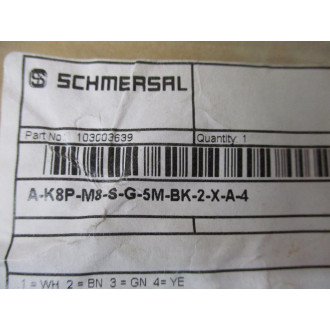 SCHMERSAL
Part No.: 103003639 Quantity: 1
A-K8P-M8-S-G-5M-BK-2-X-A-4
1 = WH 2 = BN 3 = GN 4= YE